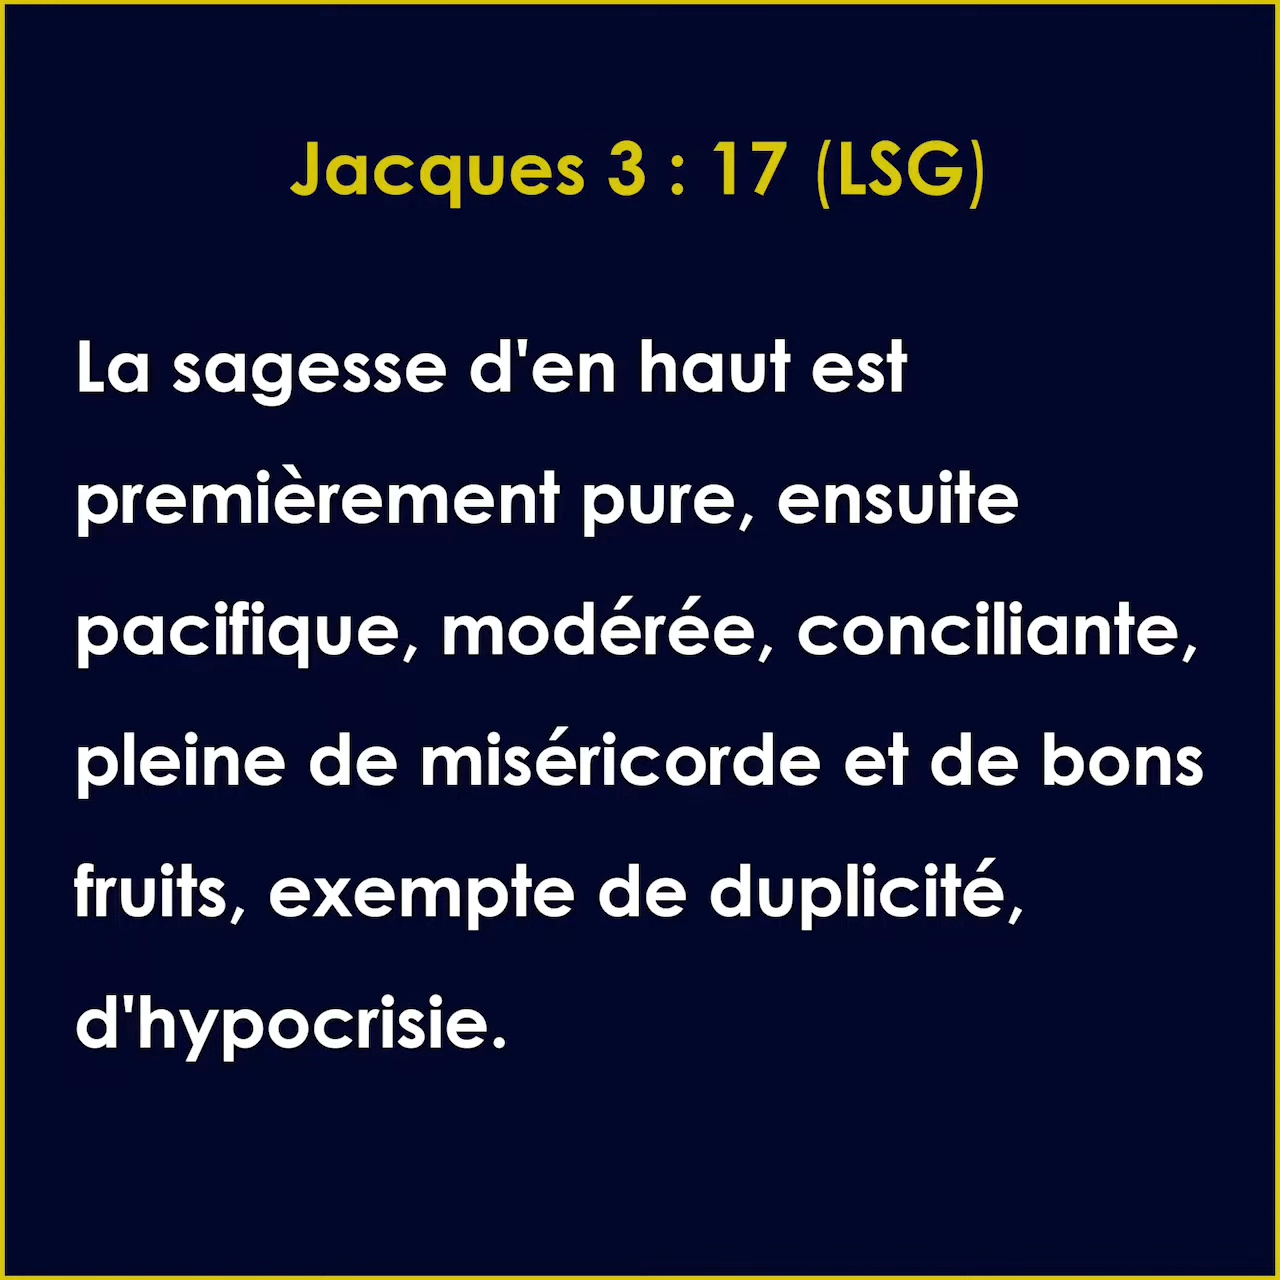 Jacques 3 : 17 (LSG)
La sagesse d'en haut est
premièrement pure, ensuite
pacifique, modérée, conciliante,
pleine de miséricorde et de bons
fruits, exempte de duplicité,
d'hypocrisie.